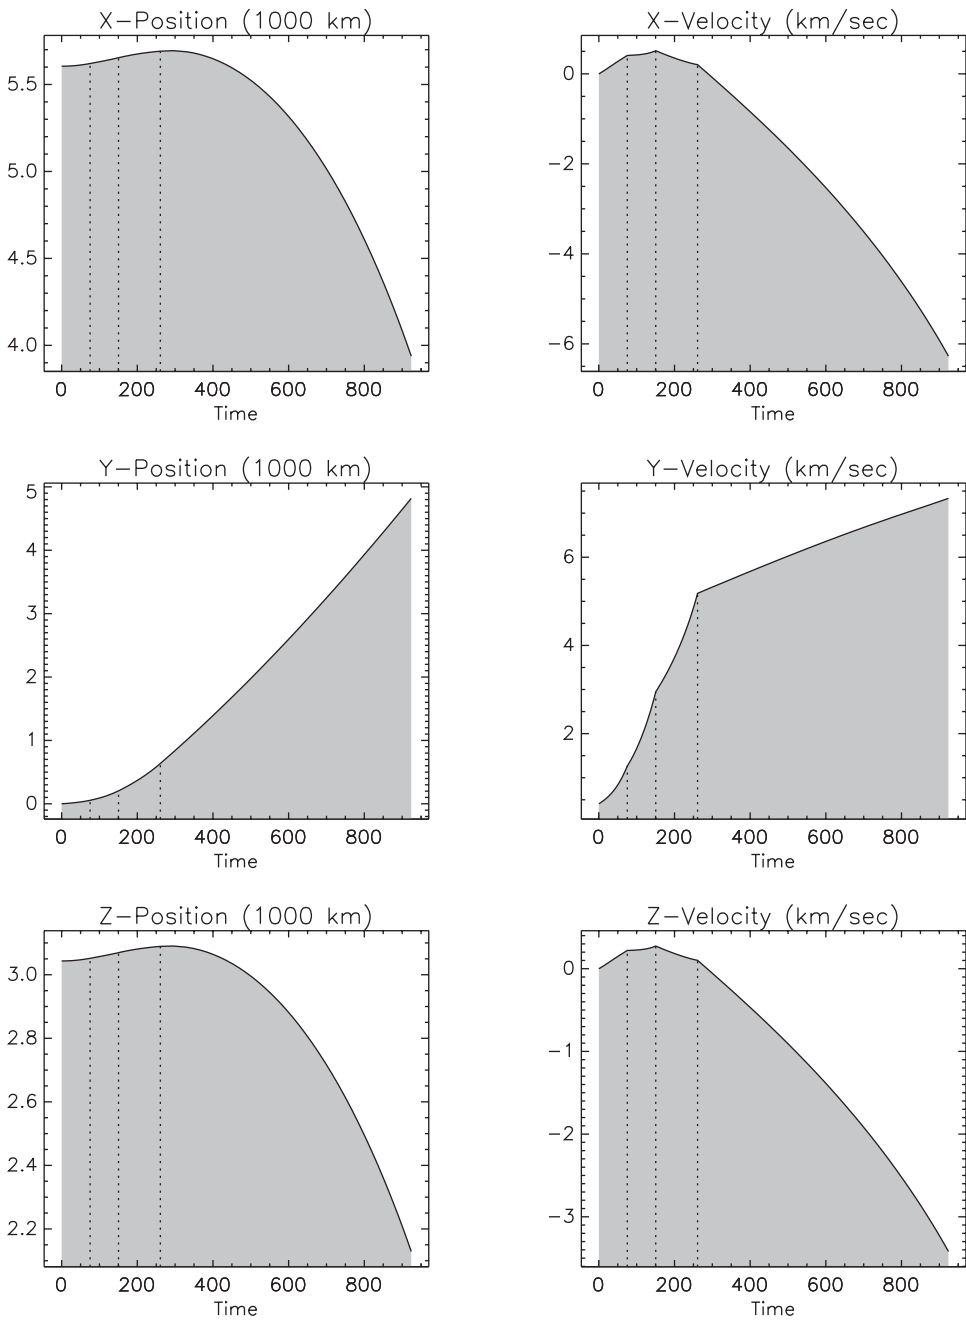 X-Position (1000 km)
5.5
5.0
4.5
4.0
0 200 400 600 800
Time
X-Velocity (km/sec)
0
-2
-4
-6
0 200 400 600 800
Time
Y-Position (1000 km)
5
4
3
2
1
0
0 200 400 600 800
Time
Y-Velocity (km/sec)
6
4
2
0 200 400 600 800
Time
Z-Position (1000 km)
3.0
2.8
2.6
2.4
2.2
0 200 400 600 800
Time
Z-Velocity (km/sec)
0
-1
-2
-3
0 200 400 600 800
Time